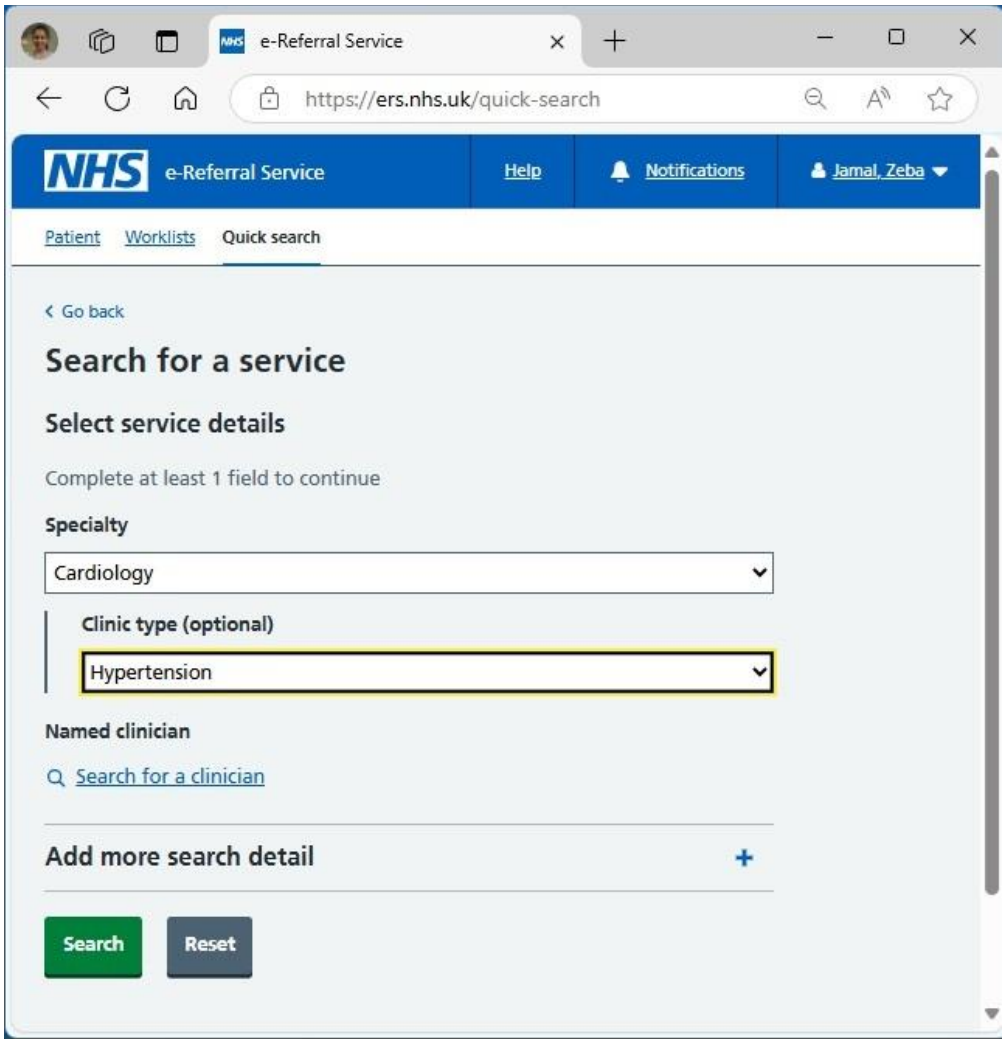 NHS e-Referral Service
https://ers.nhs.uk/quick-search
NHS e-Referral Service Help Notifications Jamal, Zeba
Patient Worklists Quick search
Go back
Search for a service
Select service details
Complete at least 1 field to continue
Specialty
Cardiology
Clinic type (optional)
Hypertension
Named clinician
Search for a clinician
Add more search detail
Search Reset